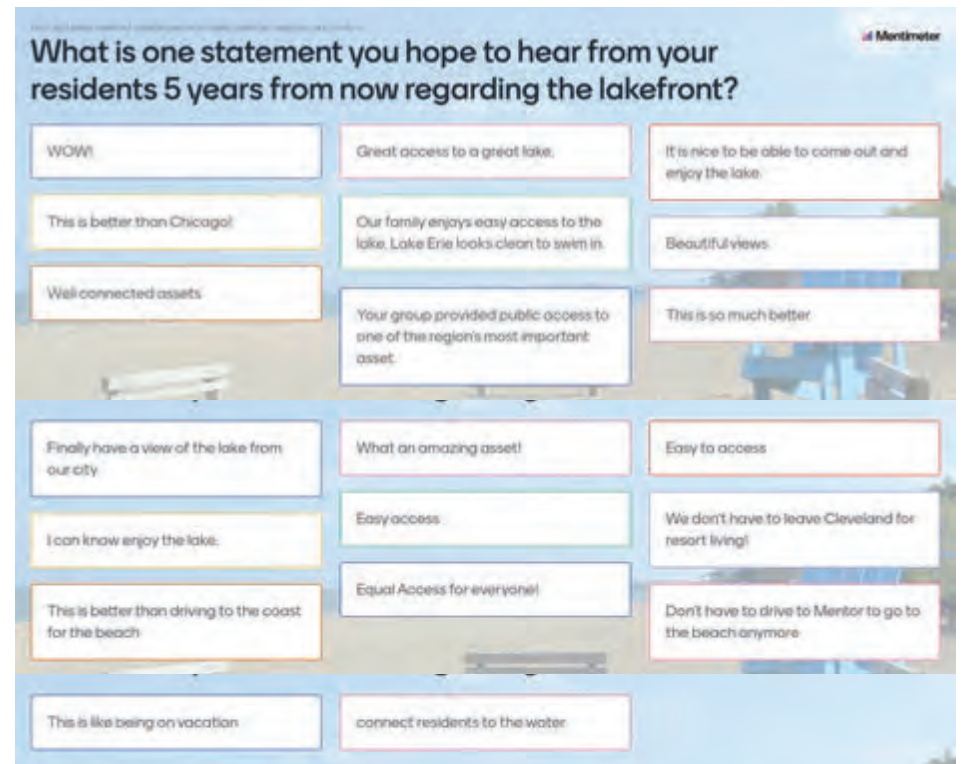 Mentimeter
What is one statement you hope to hear from your
residents 5 years from now regarding the lakefront?
WOW!
This is better than Chicago!
Well connected assets
Great access to a great lake.
Our family enjoys easy access to the
lake. Lake Erie looks clean to swim in.
Your group provided public access to
one of the region's most important
asset.
It is nice to be able to come out and
enjoy the lake.
Beautiful views
This is so much better
Finally have a view of the lake from
our city
I can know enjoy the lake.
This is better than driving to the coast
for the beach
What an amazing asset!
Easy access
Equal Access for everyone!
Easy to access
We don't have to leave Cleveland for
resort living!
Don't have to drive to Mentor to go to
the beach anymore
This is like being on vacation
connect residents to the water